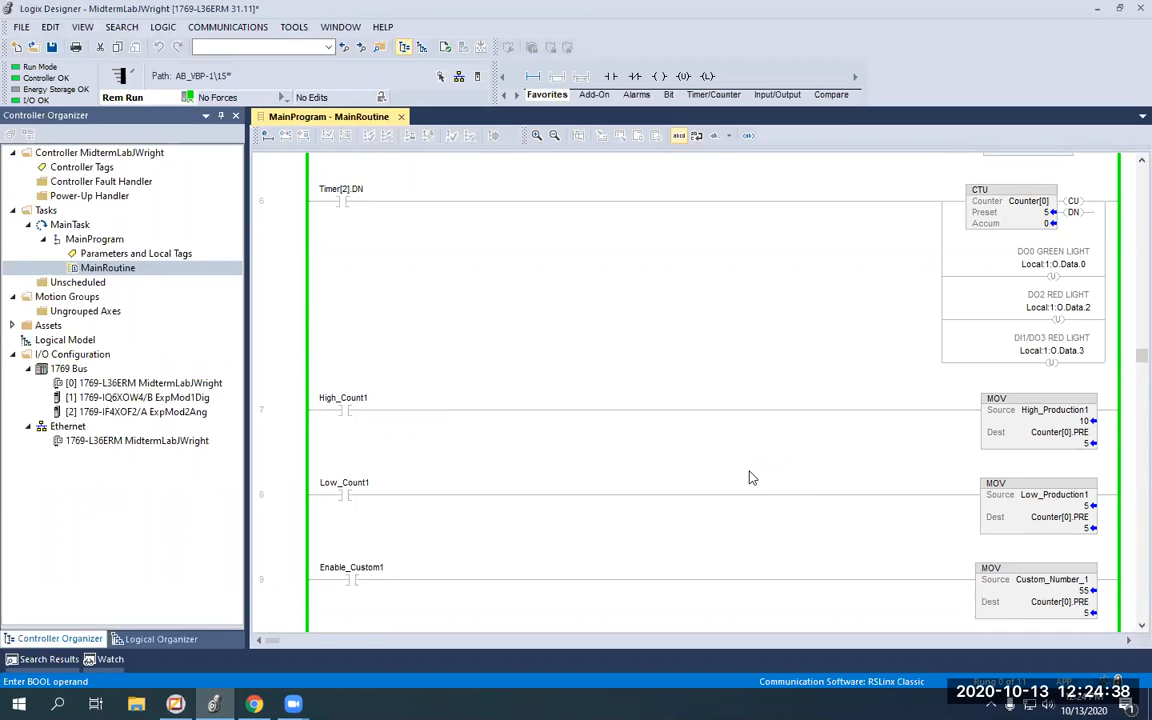 Logix Designer - MidtermLabJWright [1769-L36ERM 31.11]*
FILE EDIT VIEW SEARCH LOGIC COMMUNICATIONS TOOLS WINDOW HELP
Run Mode
Controller OK
Energy Storage OK
I/O OK
Path: AB_VBP-1\15*
Rem Run No Forces No Edits
Favorites Add-On Alarms Bit Timer/Counter Input/Output Compare
Controller Organizer
MainProgram - MainRoutine
Controller MidtermLabJWright
Controller Tags
Controller Fault Handler
Power-Up Handler
Tasks
MainTask
MainProgram
Parameters and Local Tags
MainRoutine
Unscheduled
Motion Groups
Ungrouped Axes
Assets
Logical Model
I/O Configuration
1769 Bus
[0] 1769-L36ERM MidtermLabJWright
[1] 1769-IQ6XOW4/B ExpMod1Dig
[2] 1769-IF4XOF2/A ExpMod2Ang
Ethernet
1769-L36ERM MidtermLabJWright
6
Timer[2].DN
CTU
Counter Counter[0]
Preset 5
Accum 0
CU
DN
DO0 GREEN LIGHT
Local:1:O.Data.0
U
DO2 RED LIGHT
Local:1:O.Data.2
U
DI1/DO3 RED LIGHT
Local:1:O.Data.3
U
7
High_Count1
MOV
Source High_Production1
10
Dest Counter[0].PRE
5
8
Low_Count1
MOV
Source Low_Production1
5
Dest Counter[0].PRE
5
9
Enable_Custom1
MOV
Source Custom_Number_1
55
Dest Counter[0].PRE
5
Controller Organizer Logical Organizer
Search Results Watch
Enter BOOL operand
Communication Software: RSLinx Classic
Rung 0 of 11
APP
2020-10-13 12:24:38
10/13/2020